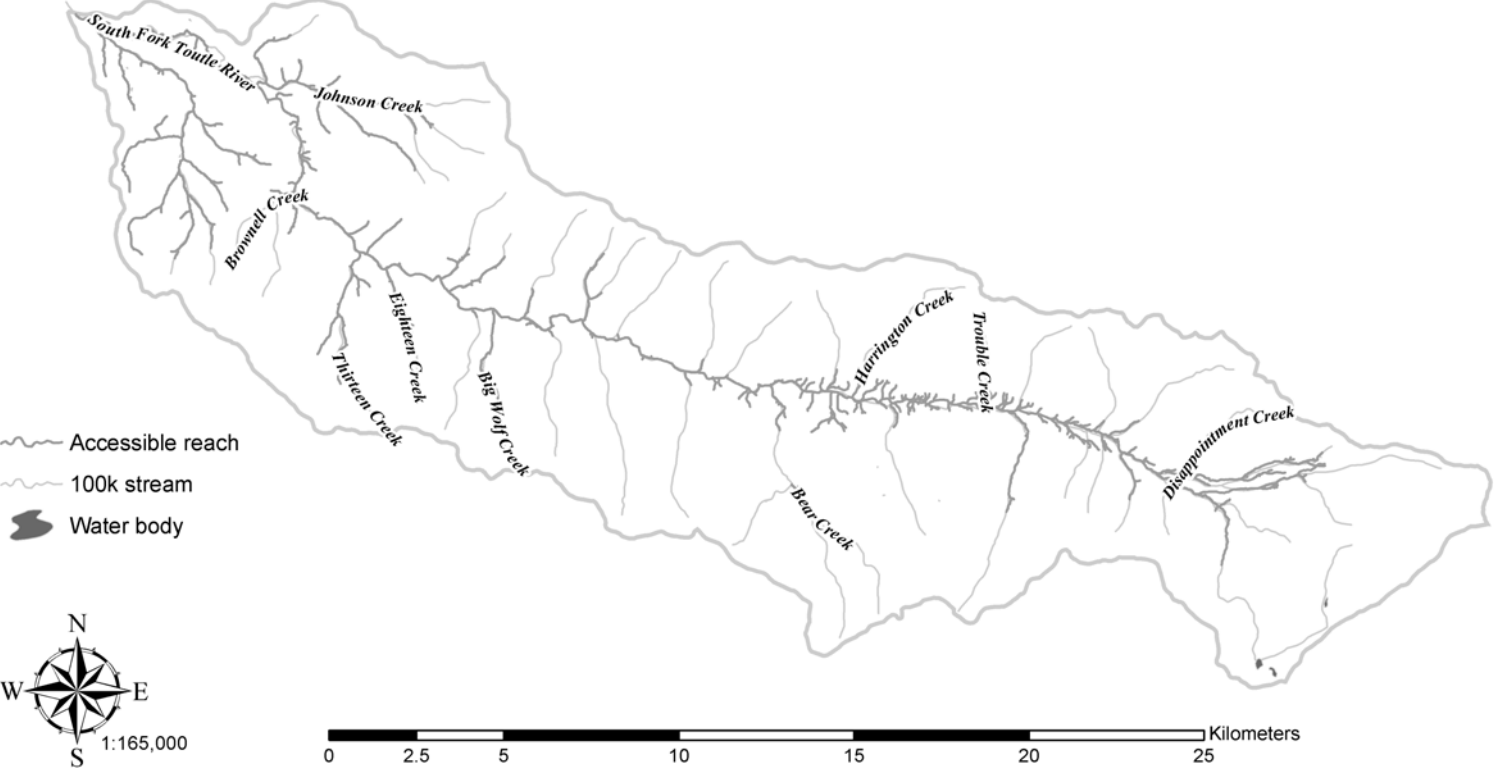 South Fork Toutle River
Johnson Creek
Brownell Creek
Eighteen Creek
Thirteen Creek
Big Wolf Creek
Harrington Creek
Trouble Creek
Disappointment Creek
Bear Creek
Accessible reach
100k stream
Water body
N
W E
S
1:165,000
Kilometers
0 2.5 5 10 15 20 25